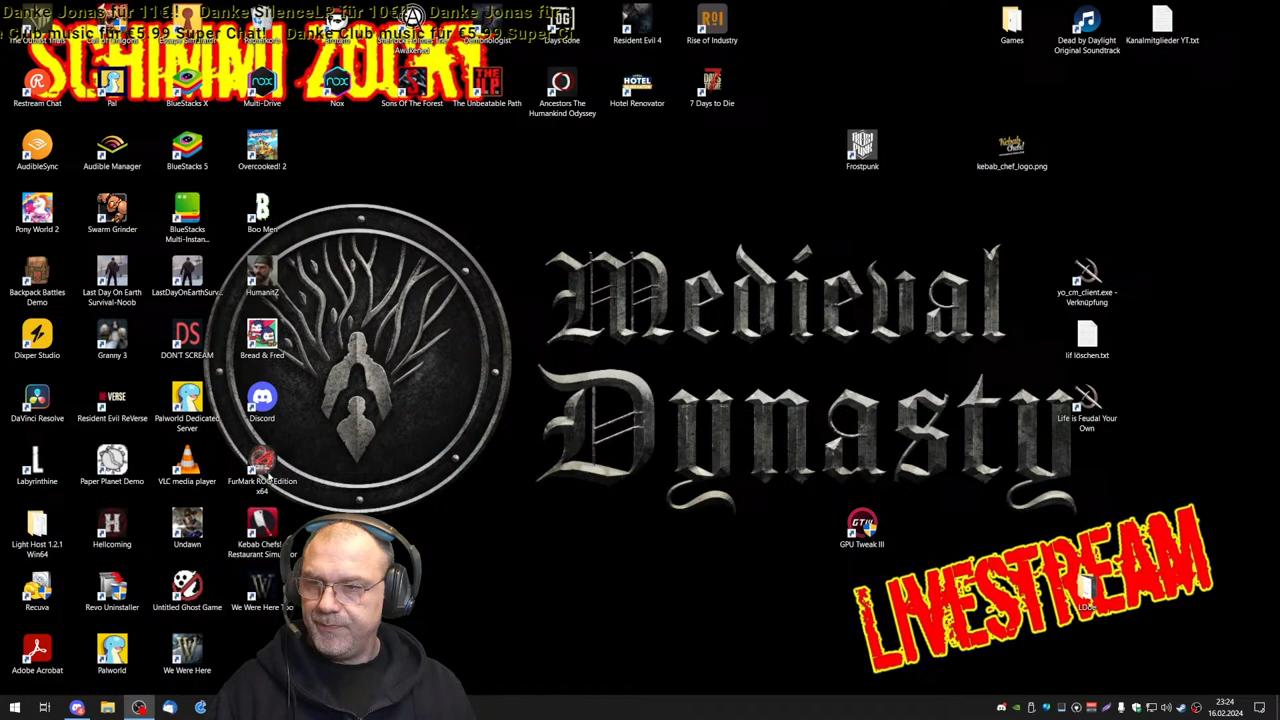 Danke Jonas für 11€!! Danke SilenceLP für 10€!! Danke Jonas für
Club music für €5.99 Super Chat! Danke Club music für €5.99 Super C
SCHIMMI ZOCKT
The Outlast Trials
Days Gone
Resident Evil 4
Rise of Industry
Games
Dead by Daylight Original Soundtrack
Kanalmitglieder YT.txt
Restream Chat
Pal
BlueStacks X
Multi-Drive
Nox
Sons Of The Forest
The Unbeatable Path
Ancestors The Humankind Odyssey
Hotel Renovator
7 Days to Die
AudibleSync
Audible Manager
BlueStacks 5
Overcooked! 2
Frostpunk
kebab_chef_logo.png
Pony World 2
Swarm Grinder
BlueStacks Multi-Instan...
Boo Men
Backpack Battles Demo
Last Day On Earth Survival-Noob
LastDayOnEarthSurv...
HumanitZ
yo_cm_client.exe - Verknüpfung
Medieval
Dynasty
Dixper Studio
Granny 3
DON'T SCREAM
Bread & Fred
lif löschen.txt
DaVinci Resolve
Resident Evil ReVerse
Palworld Dedicated Server
Discord
Life is Feudal Your Own
Labyrinthine
Paper Planet Demo
VLC media player
FurMark ROG Edition x64
Light Host 1.2.1 Win64
Hellcoming
Undawn
Kebab Chefs!
GPU Tweak III
Recuva
Revo Uninstaller
Untitled Ghost Game
We Were Here Too
LIVESTREAM
Adobe Acrobat
Palworld
We Were Here
23:24
16.02.2024